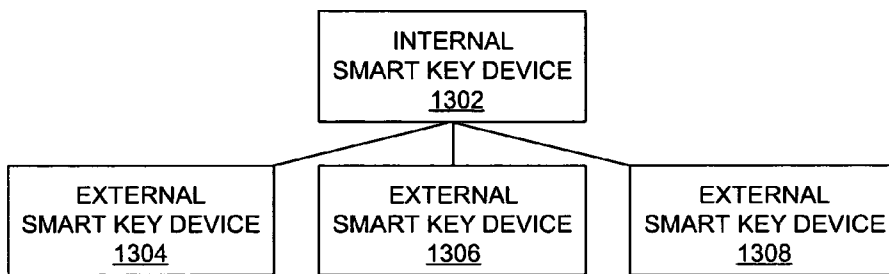 INTERNAL
SMART KEY DEVICE
1302
EXTERNAL
SMART KEY DEVICE
1304
EXTERNAL
SMART KEY DEVICE
1306
EXTERNAL
SMART KEY DEVICE
1308